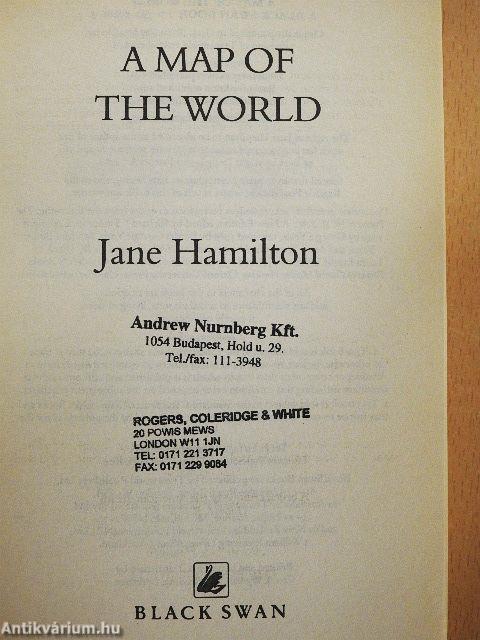 A MAP OF
THE WORLD
Jane Hamilton
Andrew Nurnberg Kft.
1054 Budapest, Hold u. 29.
Tel./fax: 111-3948
ROGERS, COLERIDGE & WHITE
20 POWIS MEWS
LONDON W11 1JN
TEL: 0171 221 3717
FAX: 0171 229 9084
BLACK SWAN
Antikvárium.hu